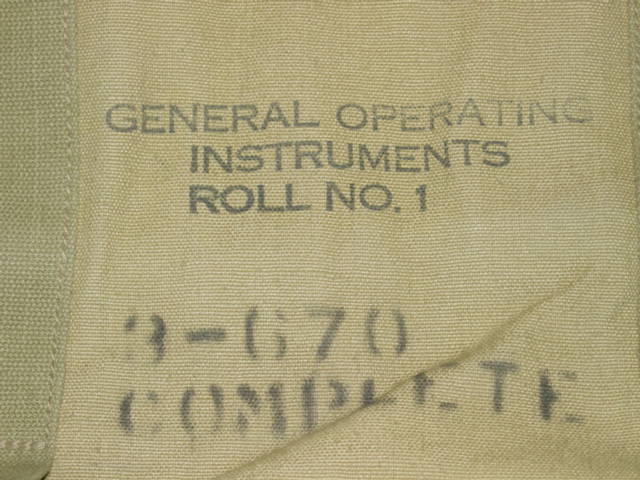 GENERAL OPERATING
INSTRUMENTS
ROLL NO. 1
3-670
COMPLETE